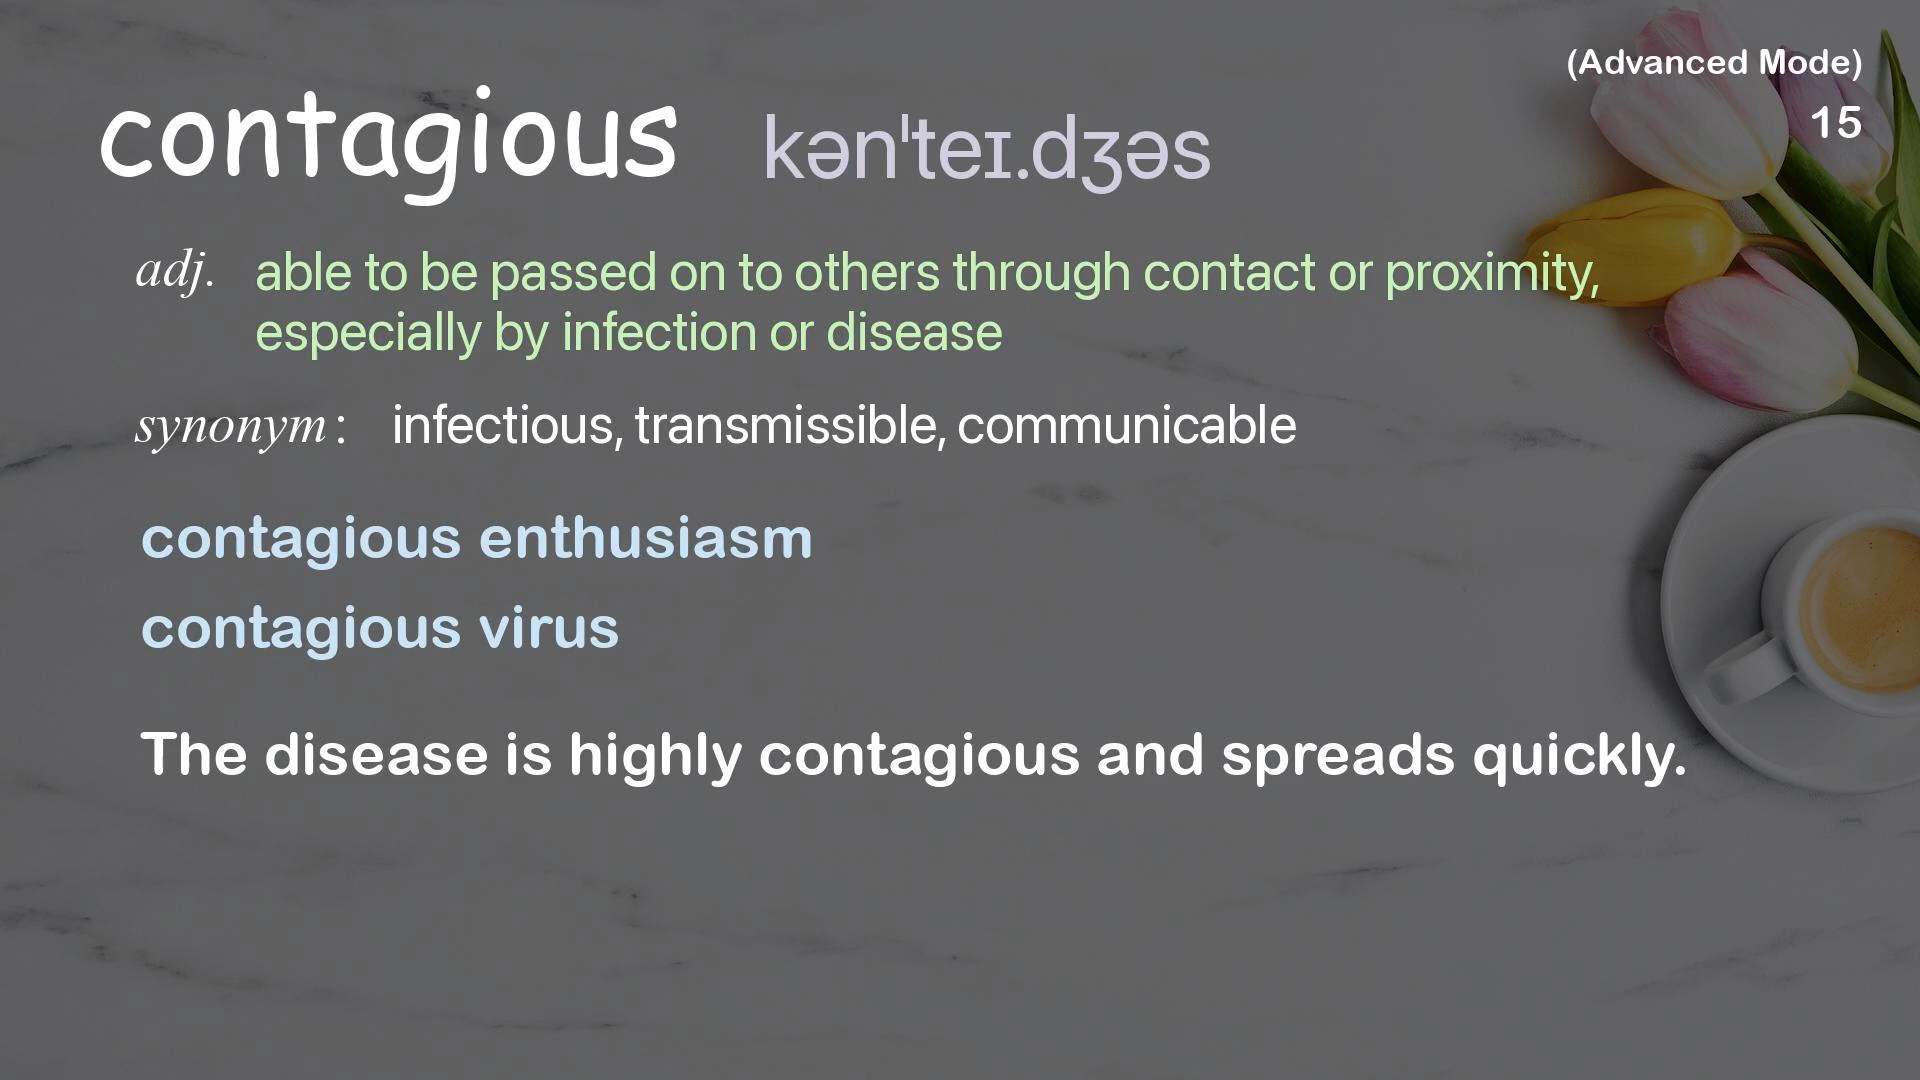 (Advanced Mode)
15
contagious kən'teɪ.dʒəs
adj. able to be passed on to others through contact or proximity,
especially by infection or disease
synonym: infectious, transmissible, communicable
contagious enthusiasm
contagious virus
The disease is highly contagious and spreads quickly.